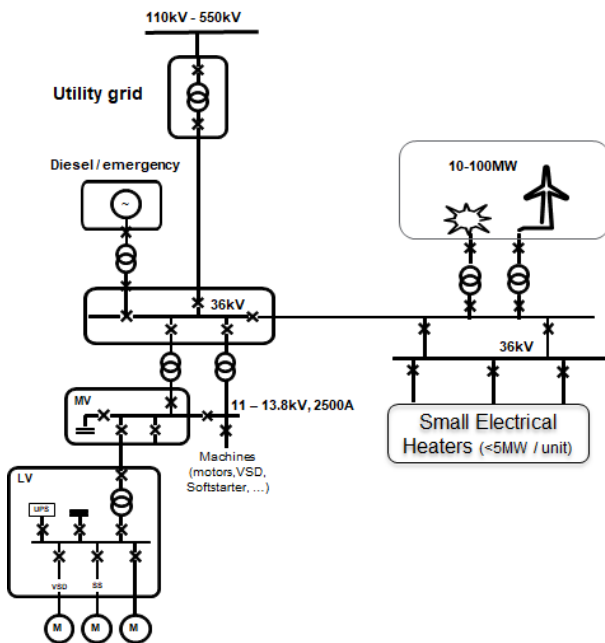 110kV - 550kV
Utility grid
Diesel / emergency
~
10-100MW
36kV
36kV
MV
11 – 13.8kV, 2500A
Small Electrical
Heaters (<5MW / unit)
Machines
(motors,VSD,
Softstarter, ...)
LV
UPS
VSD
SS
M
M
M